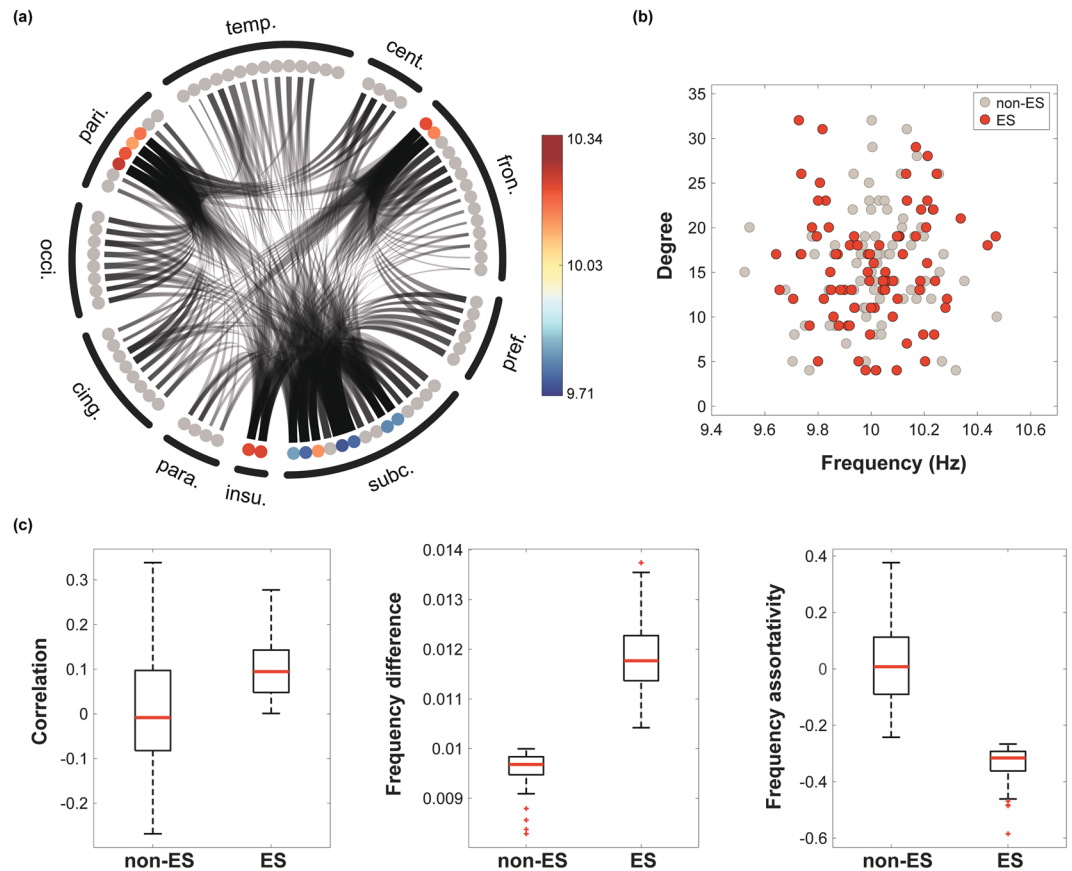 (a)
temp.
cent.
pari.
fron.
occi.
pref.
cing.
para.
insu.
subc.
10.34
10.03
9.71
(b)
35
30
25
20
15
10
5
0
Degree
non-ES
ES
9.4 9.6 9.8 10 10.2 10.4 10.6
Frequency (Hz)
(c)
0.3
0.2
0.1
0
-0.1
-0.2
Correlation
non-ES ES
0.014
0.013
0.012
0.011
0.01
0.009
Frequency difference
non-ES ES
0.4
0.2
0
-0.2
-0.4
-0.6
Frequency assortativity
non-ES ES